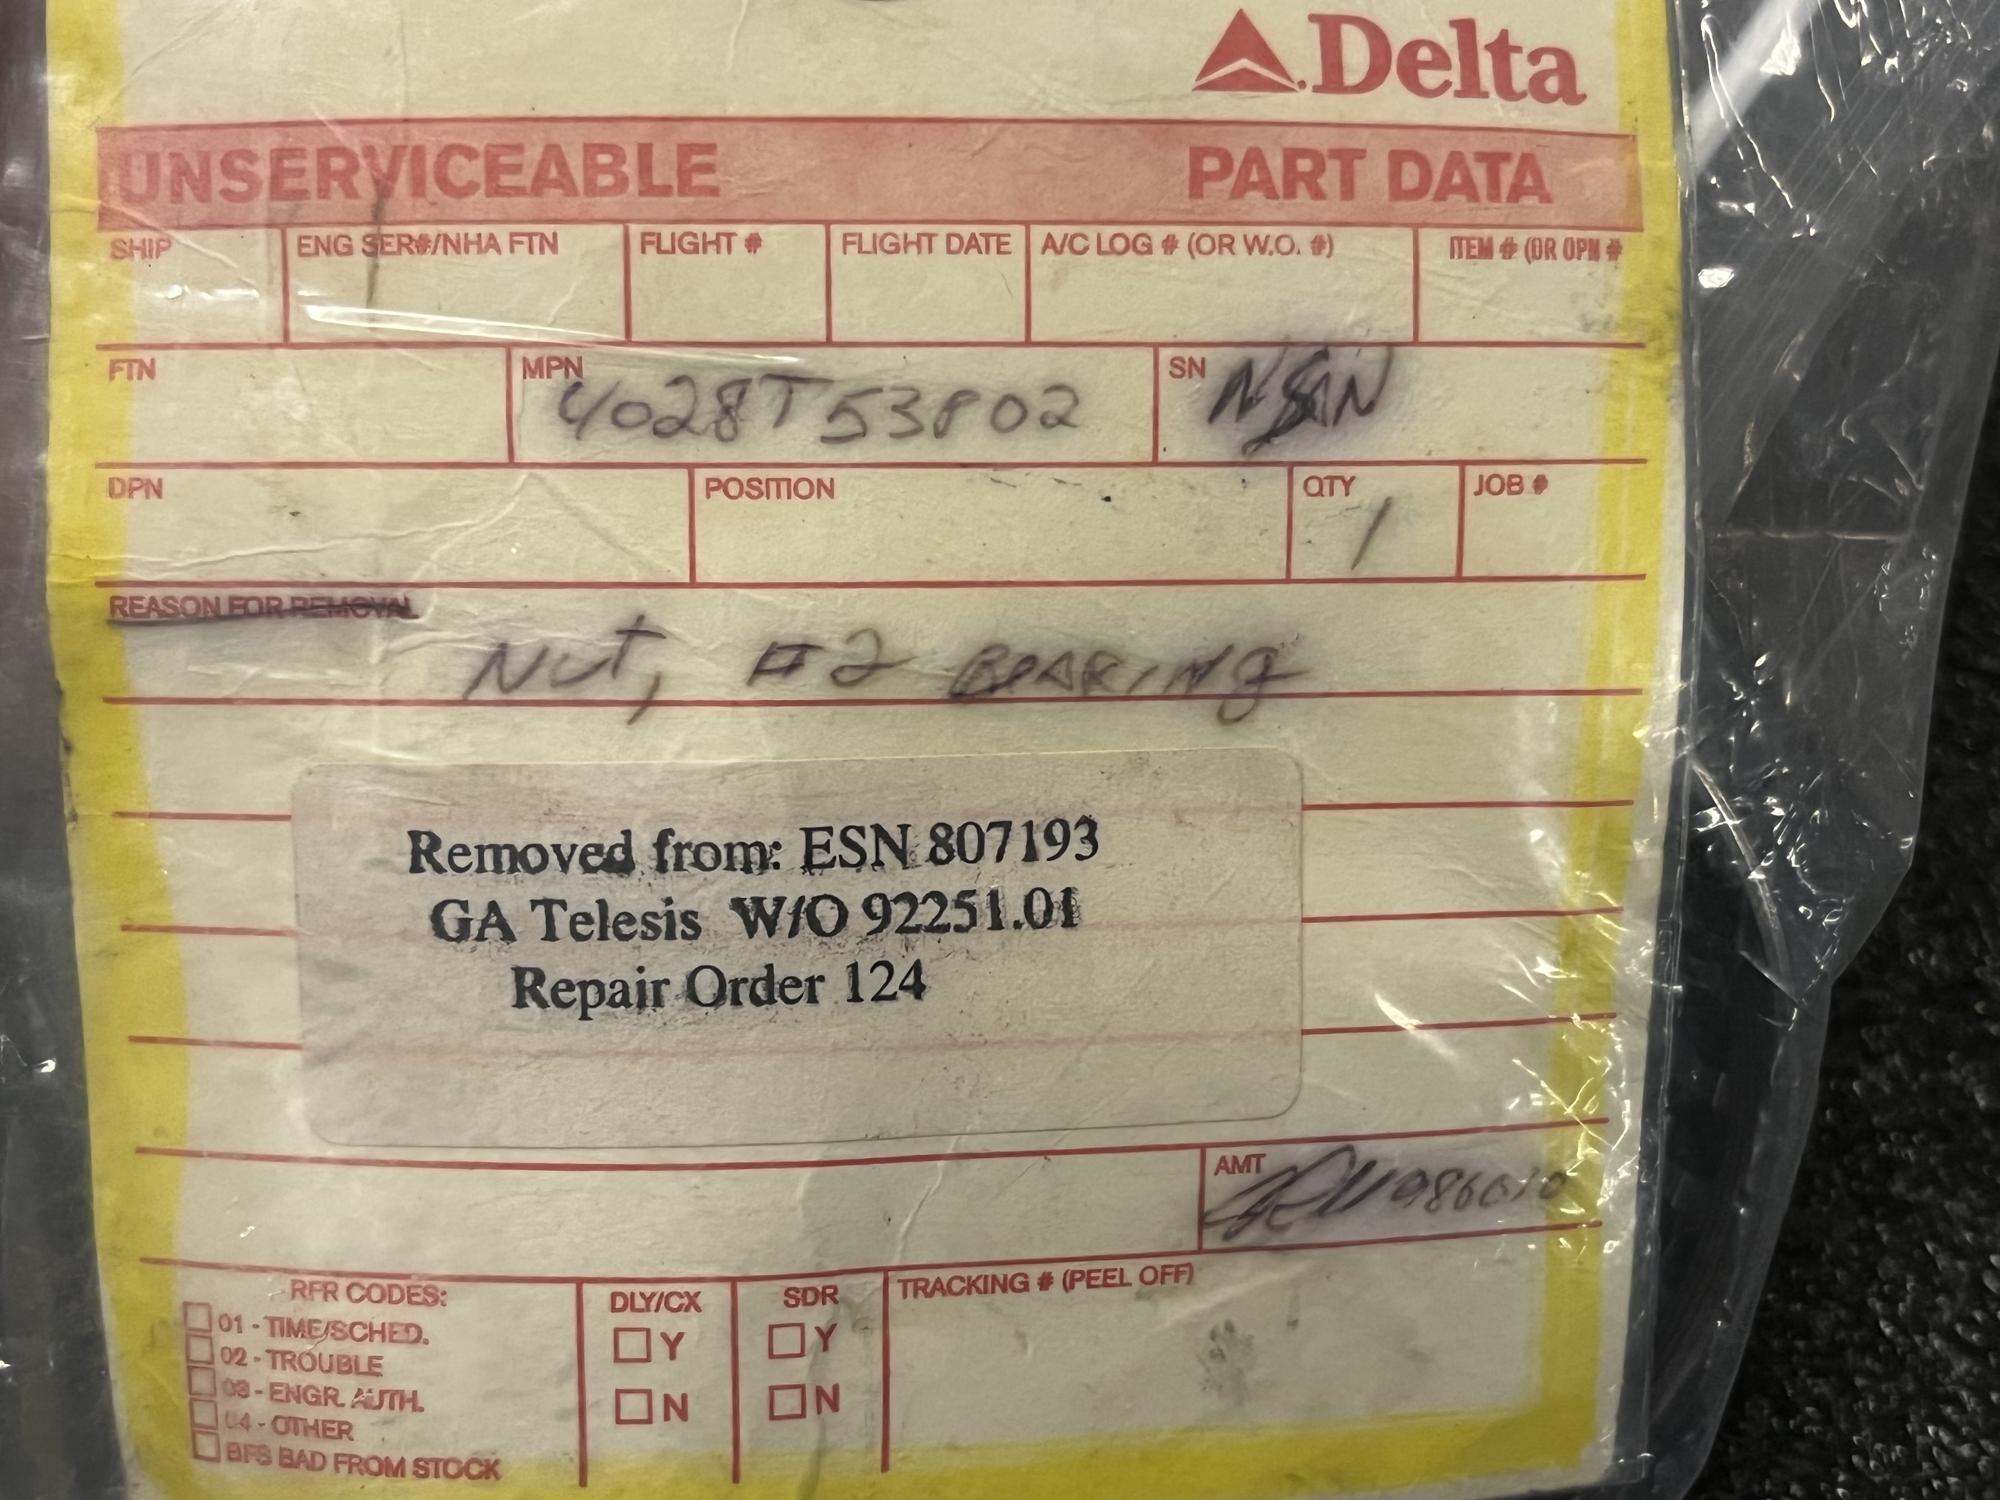 Delta
UNSERVICEABLE PART DATA
SHIP ENG SER#/NHA FTN FLIGHT # FLIGHT DATE A/C LOG # (OR W.O. #) ITEM # (OR OPN #
FTN MPN 4028T53P02 SN
DPN POSITION QTY 1 JOB #
REASON FOR REMOVAL
Nut, #2 BEARING
Removed from: ESN 807193
GA Telesis W/O 92251.01
Repair Order 124
AMT
RFR CODES: DLY/CX SDR TRACKING # (PEEL OFF)
01 - TIME/SCHED. Y Y
02 - TROUBLE
03 - ENGR. AUTH. N N
04 - OTHER
BFS BAD FROM STOCK